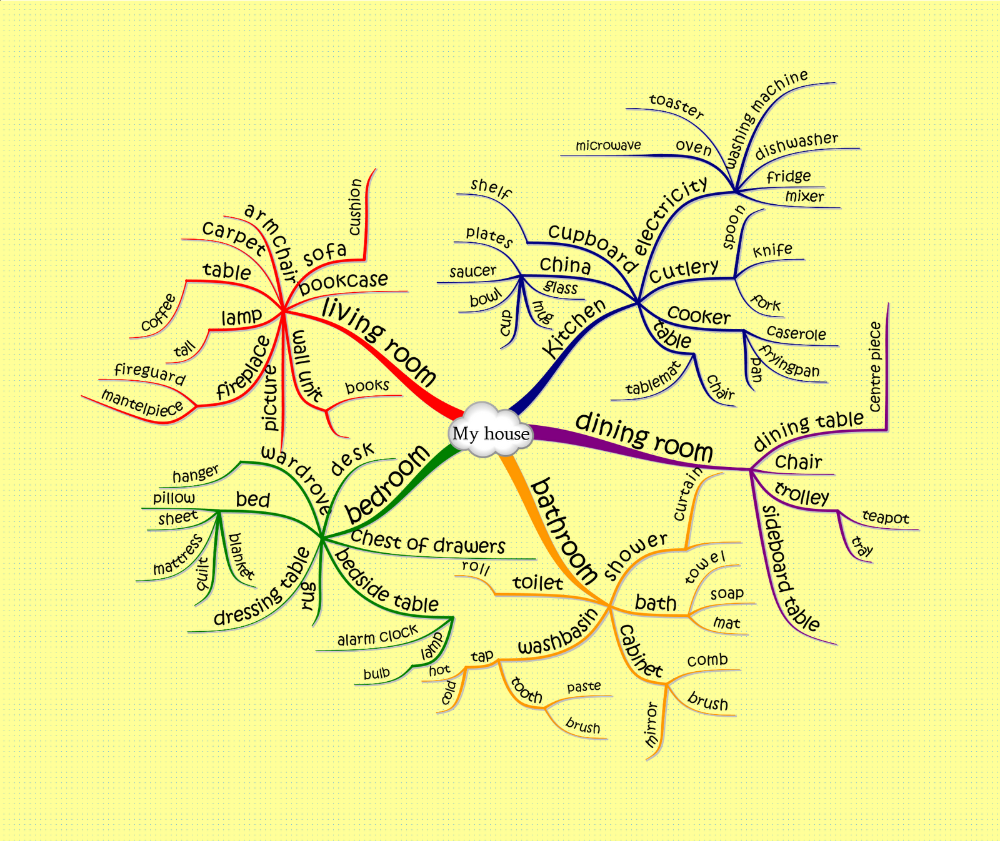 My house
living room
armchair
carpet
table
coffee
lamp
tall
fireplace
fireguard
mantelpiece
picture
wall unit
books
bookcase
sofa
cushion
Kitchen
cupboard
shelf
china
plates
saucer
bowl
cup
mug
glass
electricity
microwave
oven
toaster
washing machine
dishwasher
fridge
mixer
cutlery
spoon
knife
fork
cooker
caserole
fryingpan
pan
table
tablemat
Chair
dining room
dining table
centre piece
chair
trolley
teapot
tray
sideboard table
bathroom
shower
curtain
bath
towel
soap
mat
cabinet
comb
brush
mirror
washbasin
tap
hot
cold
tooth
paste
brush
toilet
roll
bedroom
desk
wardrove
hanger
bed
pillow
sheet
mattress
quilt
blanket
dressing table
rug
bedside table
alarm clock
lamp
bulb
Chest of drawers